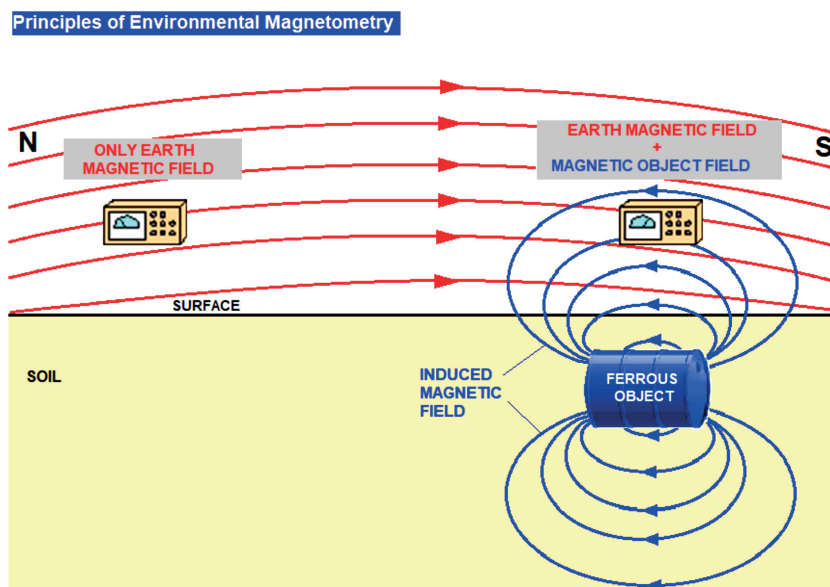 Principles of Environmental Magnetometry
N
ONLY EARTH
MAGNETIC FIELD
EARTH MAGNETIC FIELD
+
MAGNETIC OBJECT FIELD
S
SURFACE
SOIL
INDUCED
MAGNETIC
FIELD
FERROUS
OBJECT